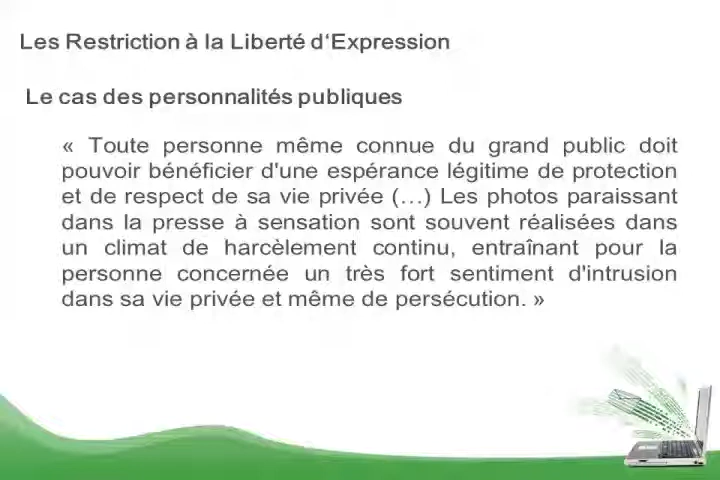 Les Restriction à la Liberté d‘Expression
Le cas des personnalités publiques
« Toute personne même connue du grand public doit
pouvoir bénéficier d'une espérance légitime de protection
et de respect de sa vie privée (…) Les photos paraissant
dans la presse à sensation sont souvent réalisées dans
un climat de harcèlement continu, entraînant pour la
personne concernée un très fort sentiment d'intrusion
dans sa vie privée et même de persécution. »